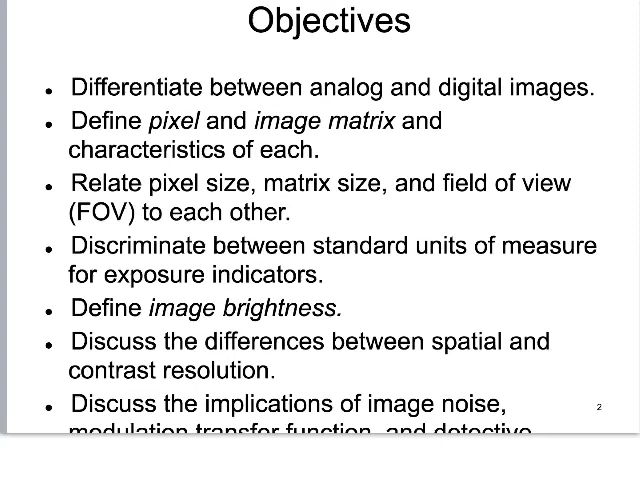 Objectives
• Differentiate between analog and digital images.
• Define pixel and image matrix and
characteristics of each.
• Relate pixel size, matrix size, and field of view
(FOV) to each other.
• Discriminate between standard units of measure
for exposure indicators.
• Define image brightness.
• Discuss the differences between spatial and
contrast resolution.
• Discuss the implications of image noise,
modulation transfer function, and detective
2